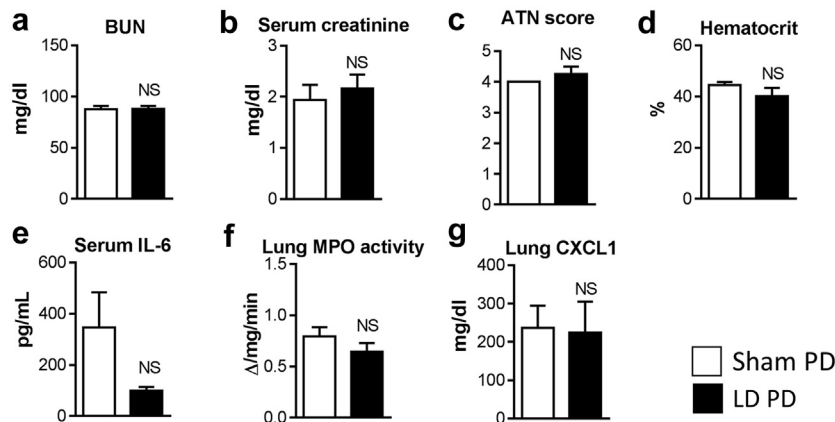 a
BUN
mg/dl
150
100
50
0
NS
b
Serum creatinine
mg/dl
3
2
1
0
NS
c
ATN score
5
4
3
2
1
0
NS
d
Hematocrit
%
60
40
20
0
NS
e
Serum IL-6
pg/mL
600
400
200
0
NS
f
Lung MPO activity
Δ/mg/min
1.5
1.0
0.5
0.0
NS
g
Lung CXCL1
mg/dl
400
300
200
100
0
NS
Sham PD
LD PD